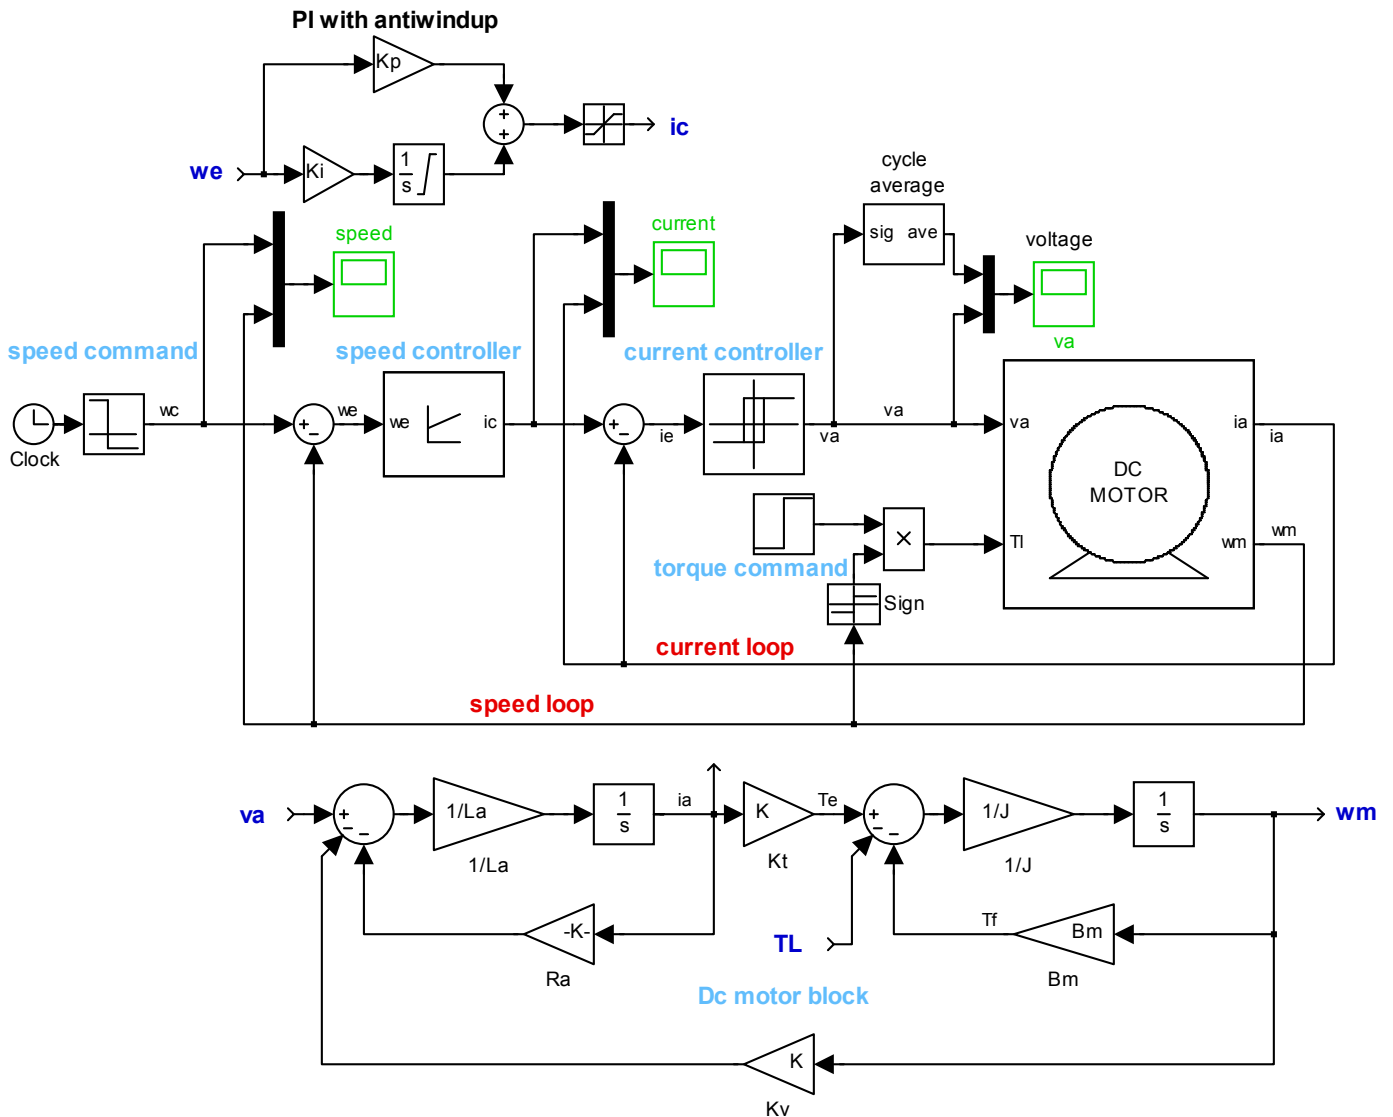 PI with antiwindup
Kp
+
+
ic
we
Ki
1
s
cycle
average
speed
current
sig ave
voltage
va
speed command
speed controller
current controller
wc
we
we
ic
ie
va
va
va
ia
ia
+
−
+
−
Clock
DC
MOTOR
×
Tl
wm
wm
torque command
Sign
current loop
speed loop
va
+
−
−
1/La
1
s
ia
K
Te
+
−
−
1/J
1
s
wm
1/La
Kt
1/J
-K-
Tf
Bm
TL
Ra
Bm
Dc motor block
K
Kv